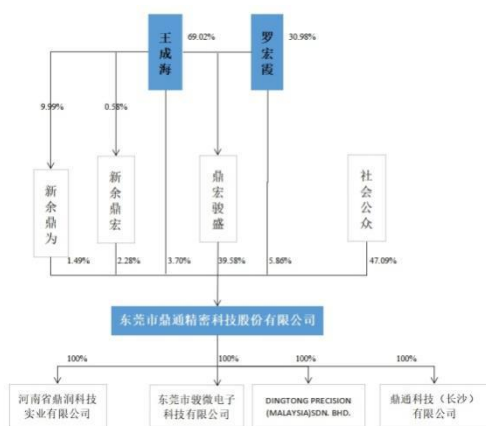 王成海
69.02%
罗宏霞
30.98%
9.99%
0.58%
新余鼎为
新余鼎宏
鼎宏骏盛
社会公众
1.49%
2.28%
3.70%
39.58%
5.86%
47.09%
东莞市鼎通精密科技股份有限公司
100%
100%
100%
100%
河南省鼎润科技
实业有限公司
东莞市骏微电子
科技有限公司
DINGTONG PRECISION
(MALAYSIA)SDN. BHD.
鼎通科技（长沙）
有限公司